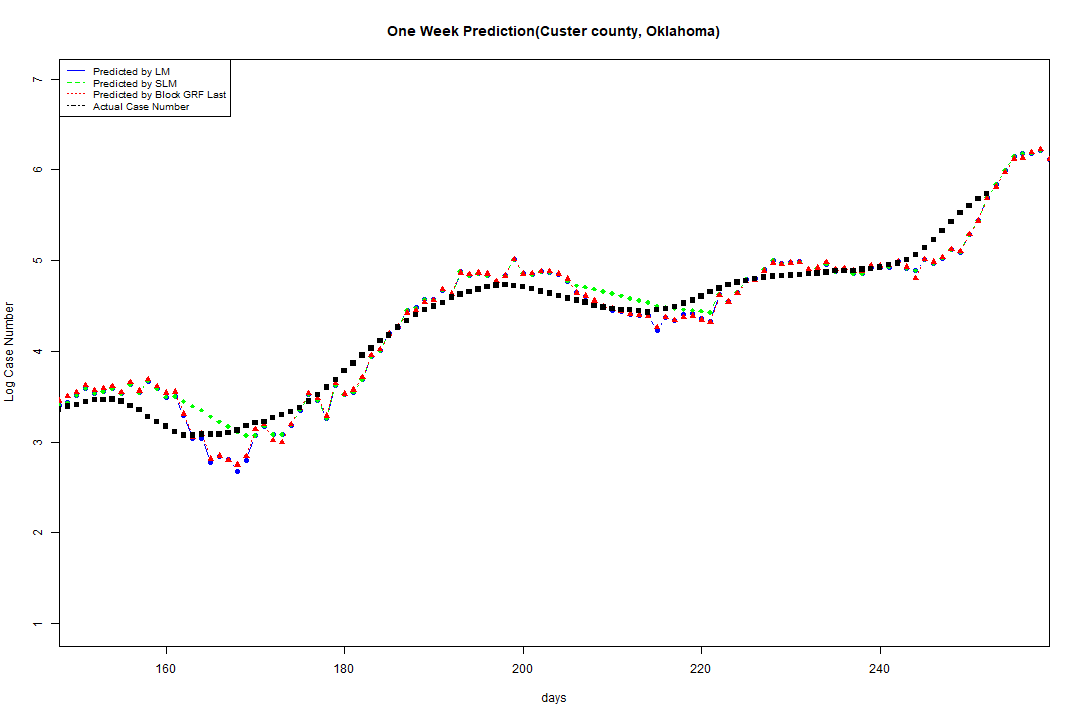 One Week Prediction(Custer county, Oklahoma)
Predicted by LM
Predicted by SLM
Predicted by Block GRF Last
Actual Case Number
7
6
5
4
3
2
1
Log Case Number
160 180 200 220 240
days